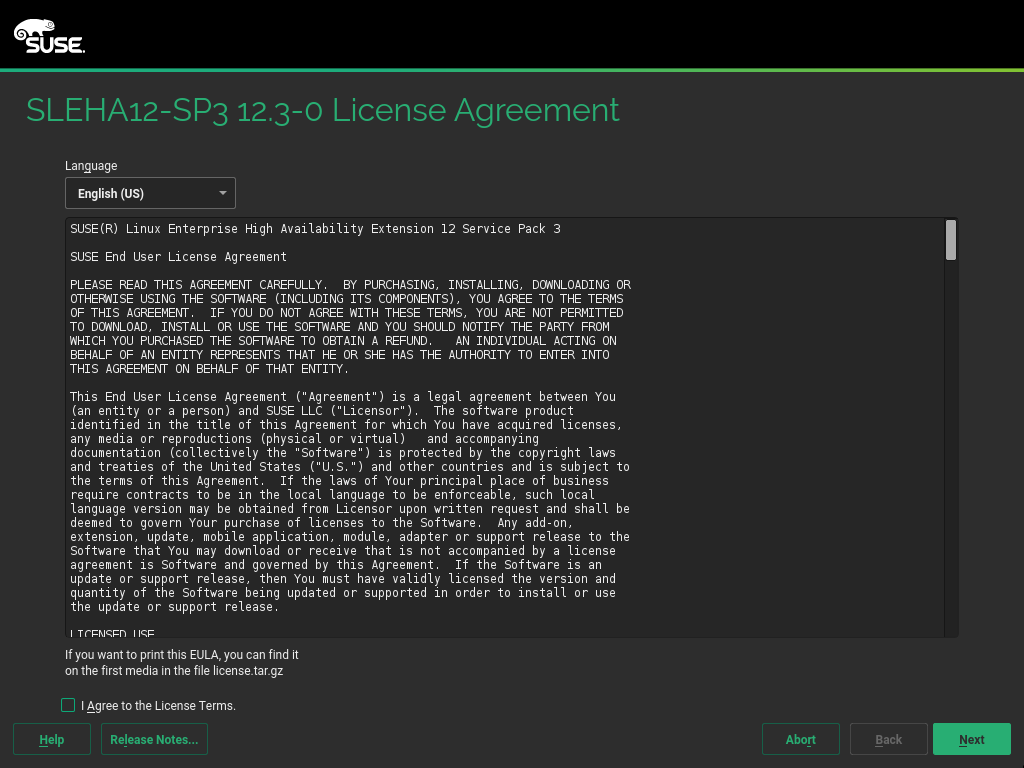 SUSE.
SLEHA12-SP3 12.3-0 License Agreement
Language
English (US)
SUSE(R) Linux Enterprise High Availability Extension 12 Service Pack 3
SUSE End User License Agreement
PLEASE READ THIS AGREEMENT CAREFULLY.  BY PURCHASING, INSTALLING, DOWNLOADING OR
OTHERWISE USING THE SOFTWARE (INCLUDING ITS COMPONENTS), YOU AGREE TO THE TERMS
OF THIS AGREEMENT.  IF YOU DO NOT AGREE WITH THESE TERMS, YOU ARE NOT PERMITTED
TO DOWNLOAD, INSTALL OR USE THE SOFTWARE AND YOU SHOULD NOTIFY THE PARTY FROM
WHICH YOU PURCHASED THE SOFTWARE TO OBTAIN A REFUND.   AN INDIVIDUAL ACTING ON
BEHALF OF AN ENTITY REPRESENTS THAT HE OR SHE HAS THE AUTHORITY TO ENTER INTO
THIS AGREEMENT ON BEHALF OF THAT ENTITY.
This End User License Agreement ("Agreement") is a legal agreement between You
(an entity or a person) and SUSE LLC ("Licensor").  The software product
identified in the title of this Agreement for which You have acquired licenses,
any media or reproductions (physical or virtual)   and accompanying
documentation (collectively the "Software") is protected by the copyright laws
and treaties of the United States ("U.S.") and other countries and is subject to
the terms of this Agreement.  If the laws of Your principal place of business
require contracts to be in the local language to be enforceable, such local
language version may be obtained from Licensor upon written request and shall be
deemed to govern Your purchase of licenses to the Software.  Any add-on,
extension, update, mobile application, module, adapter or support release to the
Software that You may download or receive that is not accompanied by a license
agreement is Software and governed by this Agreement.  If the Software is an
update or support release, then You must have validly licensed the version and
quantity of the Software being updated or supported in order to install or use
the update or support release.
LICENSED USE
If you want to print this EULA, you can find it
on the first media in the file license.tar.gz
I Agree to the License Terms.
Help
Release Notes...
Abort
Back
Next